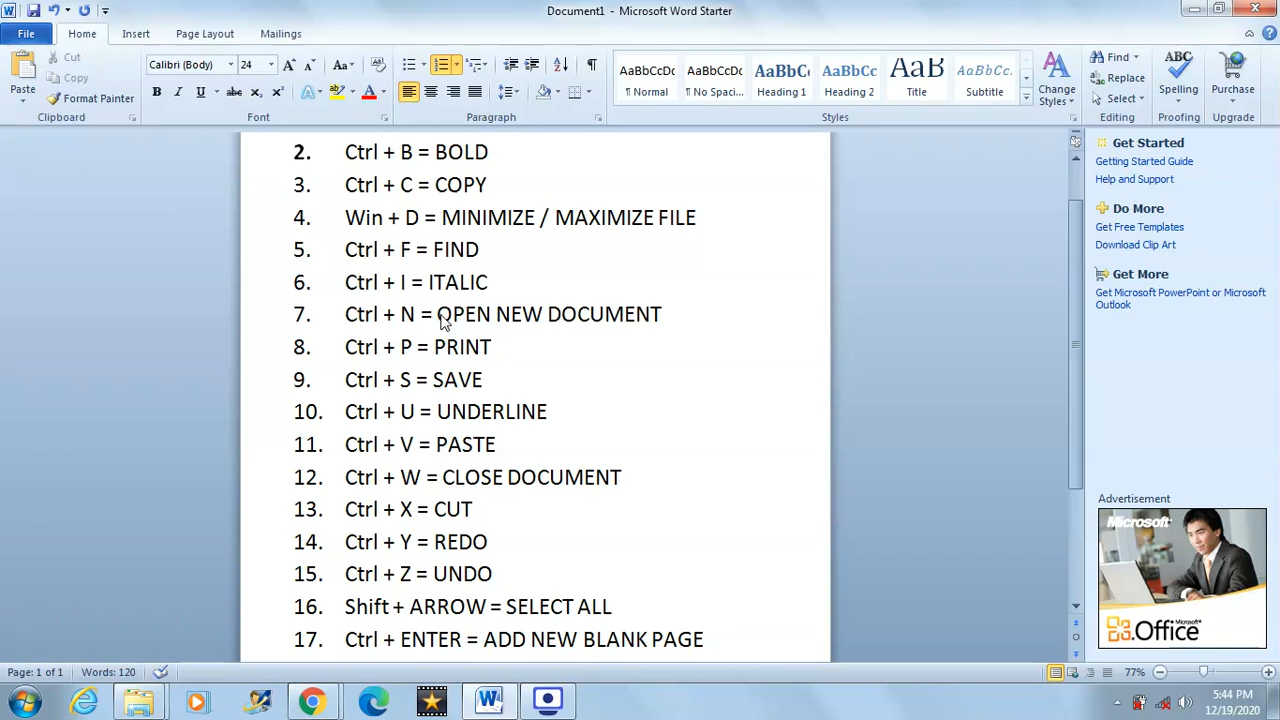 Document1 - Microsoft Word Starter
File Home Insert Page Layout Mailings
Cut
Copy
Paste
Format Painter
Clipboard
Calibri (Body) 24
Font
Paragraph
AaBbCcDc AaBbCcDc AaBbCc AaBbCc AaB AaBbCcDc
¶ Normal ¶ No Spaci... Heading 1 Heading 2 Title Subtitle
Styles
Change Styles
Find
Replace
Select
Editing
ABC
Spelling
Proofing
Purchase
Upgrade
2. Ctrl + B = BOLD
3. Ctrl + C = COPY
4. Win + D = MINIMIZE / MAXIMIZE FILE
5. Ctrl + F = FIND
6. Ctrl + I = ITALIC
7. Ctrl + N = OPEN NEW DOCUMENT
8. Ctrl + P = PRINT
9. Ctrl + S = SAVE
10. Ctrl + U = UNDERLINE
11. Ctrl + V = PASTE
12. Ctrl + W = CLOSE DOCUMENT
13. Ctrl + X = CUT
14. Ctrl + Y = REDO
15. Ctrl + Z = UNDO
16. Shift + ARROW = SELECT ALL
17. Ctrl + ENTER = ADD NEW BLANK PAGE
Get Started
Getting Started Guide
Help and Support
Do More
Get Free Templates
Download Clip Art
Get More
Get Microsoft PowerPoint or Microsoft
Outlook
Advertisement
Microsoft
Office
Page: 1 of 1 Words: 120
77%
5:44 PM
12/19/2020